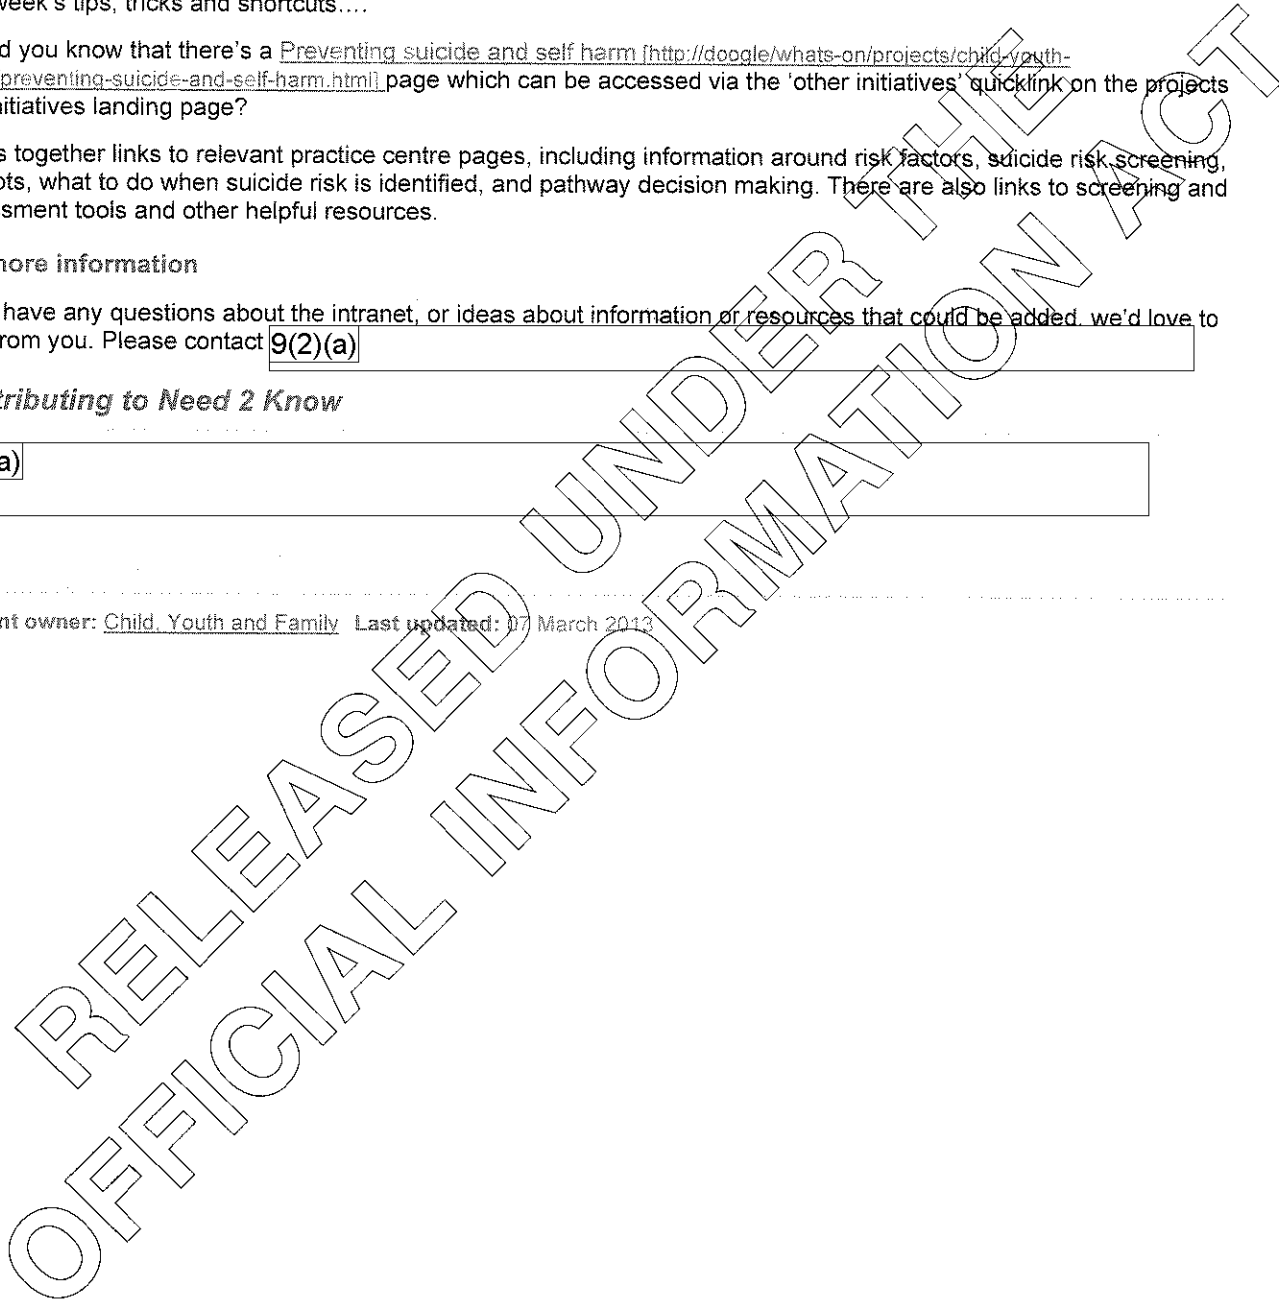 week's tips, tricks and shortcuts….
d you know that there's a Preventing suicide and self harm [http://doogle/whats-on/projects/child-youth-
preventing-suicide-and-self-harm.html] page which can be accessed via the 'other initiatives' quicklink on the projects
itiatives landing page?
s together links to relevant practice centre pages, including information around risk factors, suicide risk screening,
ots, what to do when suicide risk is identified, and pathway decision making. There are also links to screening and
sment tools and other helpful resources.
nore information
have any questions about the intranet, or ideas about information or resources that could be added, we'd love to
rom you. Please contact 9(2)(a)
tributing to Need 2 Know
a)
nt owner: Child, Youth and Family Last updated: 07 March 2013
RELEASED UNDER THE
OFFICIAL INFORMATION ACT